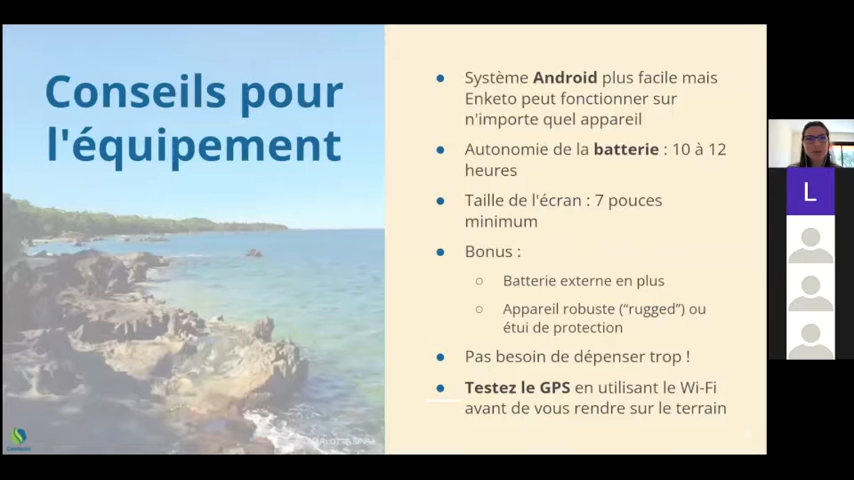 Conseils pour
l'équipement
Système Android plus facile mais
Enketo peut fonctionner sur
n'importe quel appareil
Autonomie de la batterie : 10 à 12
heures
Taille de l'écran : 7 pouces
minimum
Bonus :
Batterie externe en plus
Appareil robuste (“rugged”) ou
étui de protection
Pas besoin de dépenser trop !
Testez le GPS en utilisant le Wi-Fi
avant de vous rendre sur le terrain
L